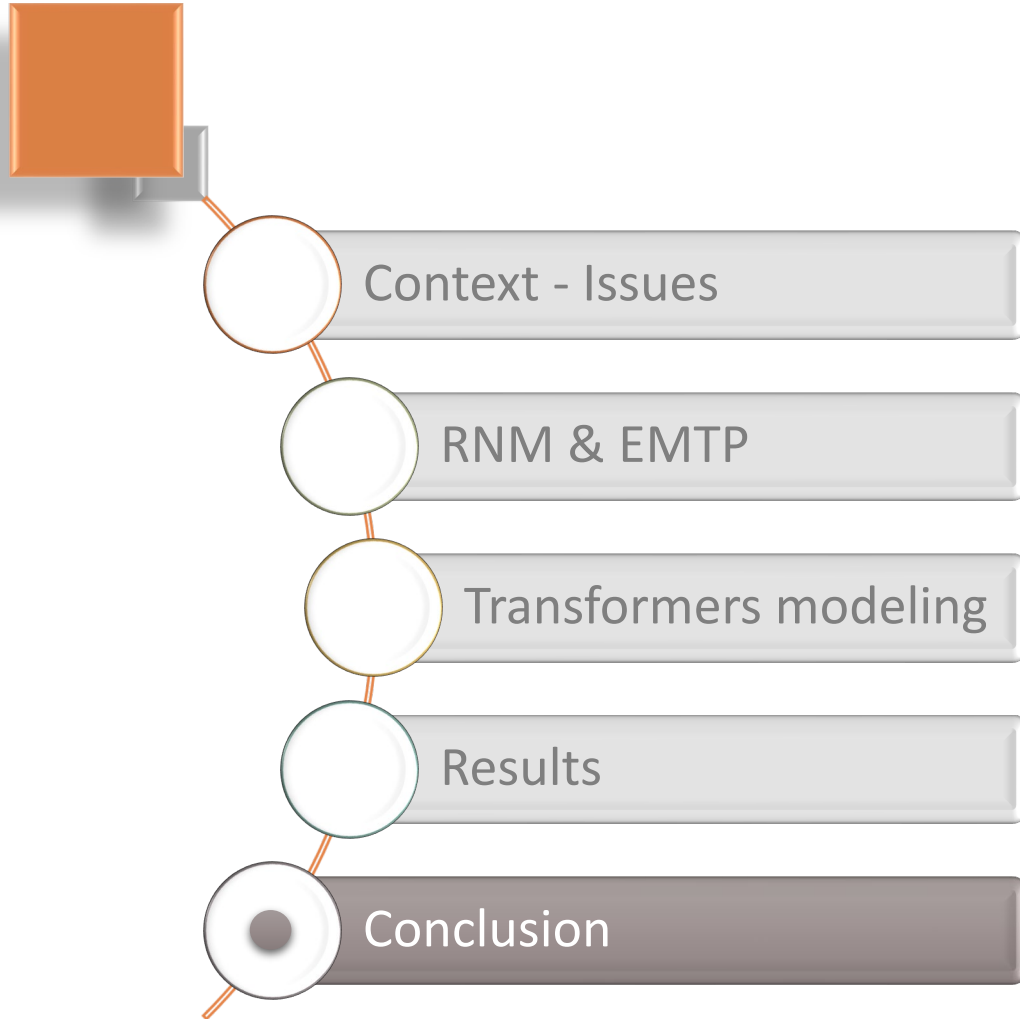 Context - Issues
RNM & EMTP
Transformers modeling
Results
Conclusion